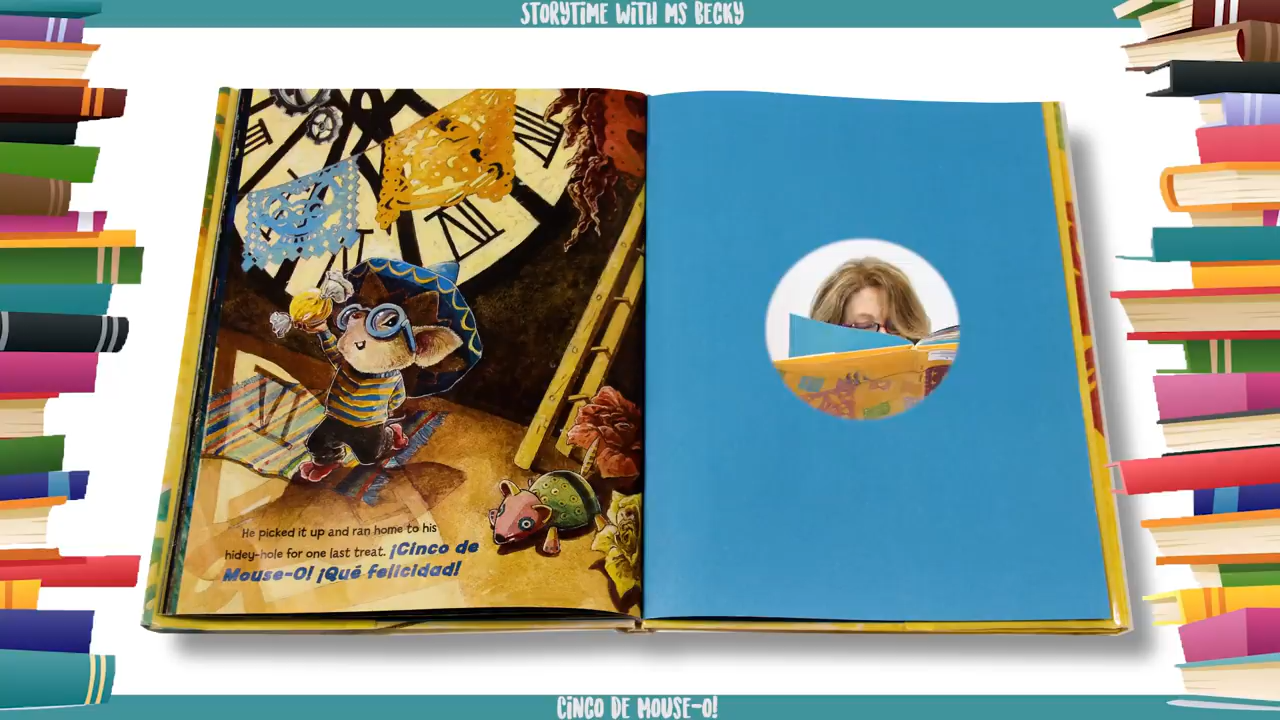 STORYTIME WITH MS BECKY
He picked it up and ran home to his
hidey-hole for one last treat. ¡Cinco de
Mouse-O! ¡Qué felicidad!
CINCO DE MOUSE-O!